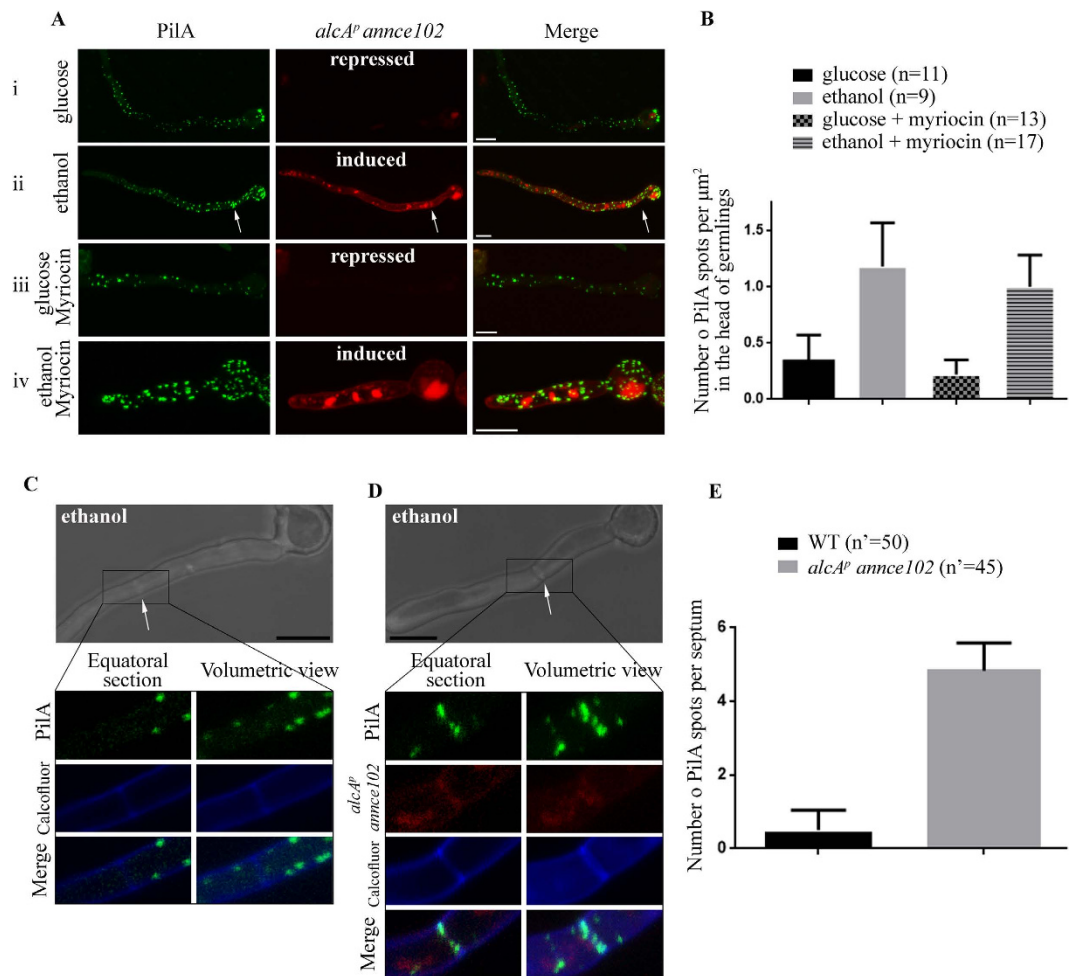 A
PilA
alcAᵖ annce102
Merge
i
glucose
repressed
ii
ethanol
induced
iii
glucose
Myriocin
repressed
iv
ethanol
Myriocin
induced
B
glucose (n=11)
ethanol (n=9)
glucose + myriocin (n=13)
ethanol + myriocin (n=17)
Number o PilA spots per µm²
in the head of germlings
1.5
1.0
0.5
0.0
C
ethanol
Equatoral
section
Volumetric view
PilA
Calcofluor
Merge
D
ethanol
Equatoral
section
Volumetric view
PilA
alcAᵖ
annce102
Calcofluor
Merge
E
WT (n’=50)
alcAᵖ annce102 (n’=45)
Number o PilA spots per septum
6
4
2
0